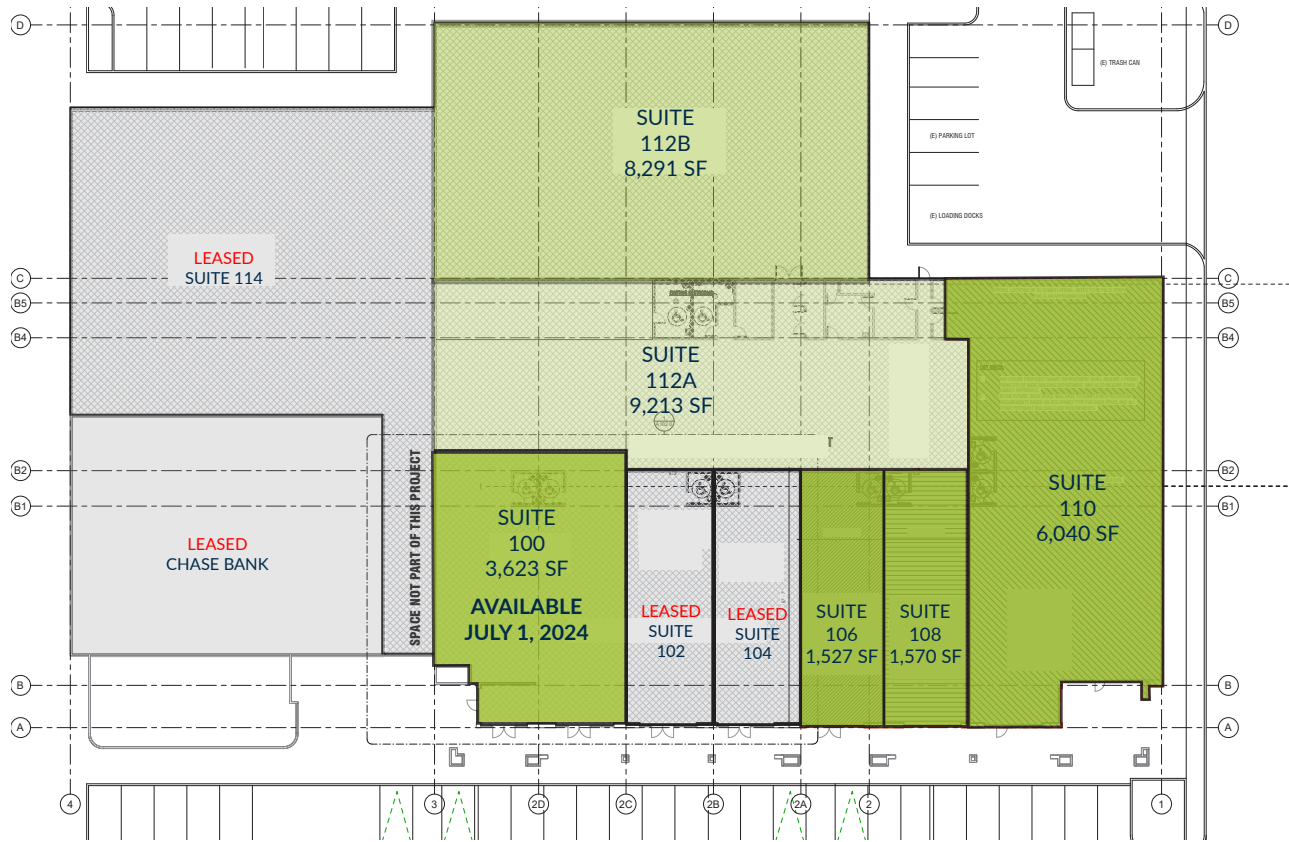 D
D
(E) TRASH CAN
SUITE
112B
8,291 SF
(E) PARKING LOT
(E) LOADING DOCKS
LEASED
SUITE 114
C
C
B5
B5
B4
B4
SUITE
112A
9,213 SF
SPACE NOT PART OF THIS PROJECT
B2
B2
B1
B1
SUITE
100
3,623 SF
AVAILABLE
JULY 1, 2024
SUITE
110
6,040 SF
LEASED
CHASE BANK
LEASED
SUITE
102
LEASED
SUITE
104
SUITE
106
1,527 SF
SUITE
108
1,570 SF
B
B
A
A
4
3
2D
2C
2B
2A
2
1